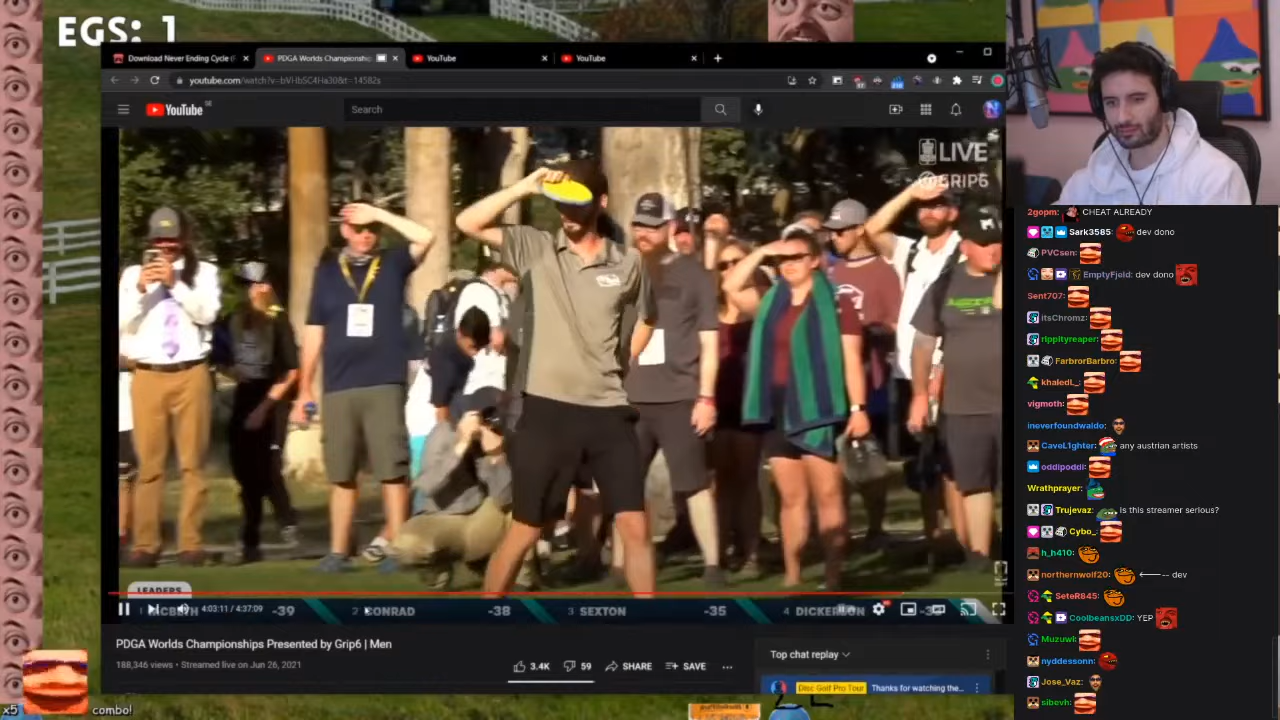 EGS: 1
Download Never Ending Cycle (F
PDGA Worlds Championship
YouTube
YouTube
youtube.com/watch?v=bVHbSC4Ha30&t=14582s
YouTube
SE
Search
LIVE
GRIP6
LEADERS
-39
2 CONRAD
-38
3 SEXTON
-35
4 DICKERSON
4:03:11 / 4:37:09
PDGA Worlds Championships Presented by Grip6 | Men
188,346 views • Streamed live on Jun 26, 2021
3.4K
59
SHARE
SAVE
Top chat replay
Disc Golf Pro Tour Thanks for watching the...
x5
combo!
2gopm: CHEAT ALREADY
Sark3585: dev dono
PVCsen:
EmptyFjeld: dev dono
Sent707:
itsChromz:
rippityreaper:
FarbrorBarbro:
khaledl_:
vigmoth:
ineverfoundwaldo:
CaveL1ghter: any austrian artists
oddipoddi:
Wrathprayer:
Trujevaz: Is this streamer serious?
Cybo_:
h_h410:
northernwolf20: <---- dev
SeteR845:
CoolbeansxDD: YEP
Muzuwi:
nyddessonn:
Jose_Vaz:
sibevh: